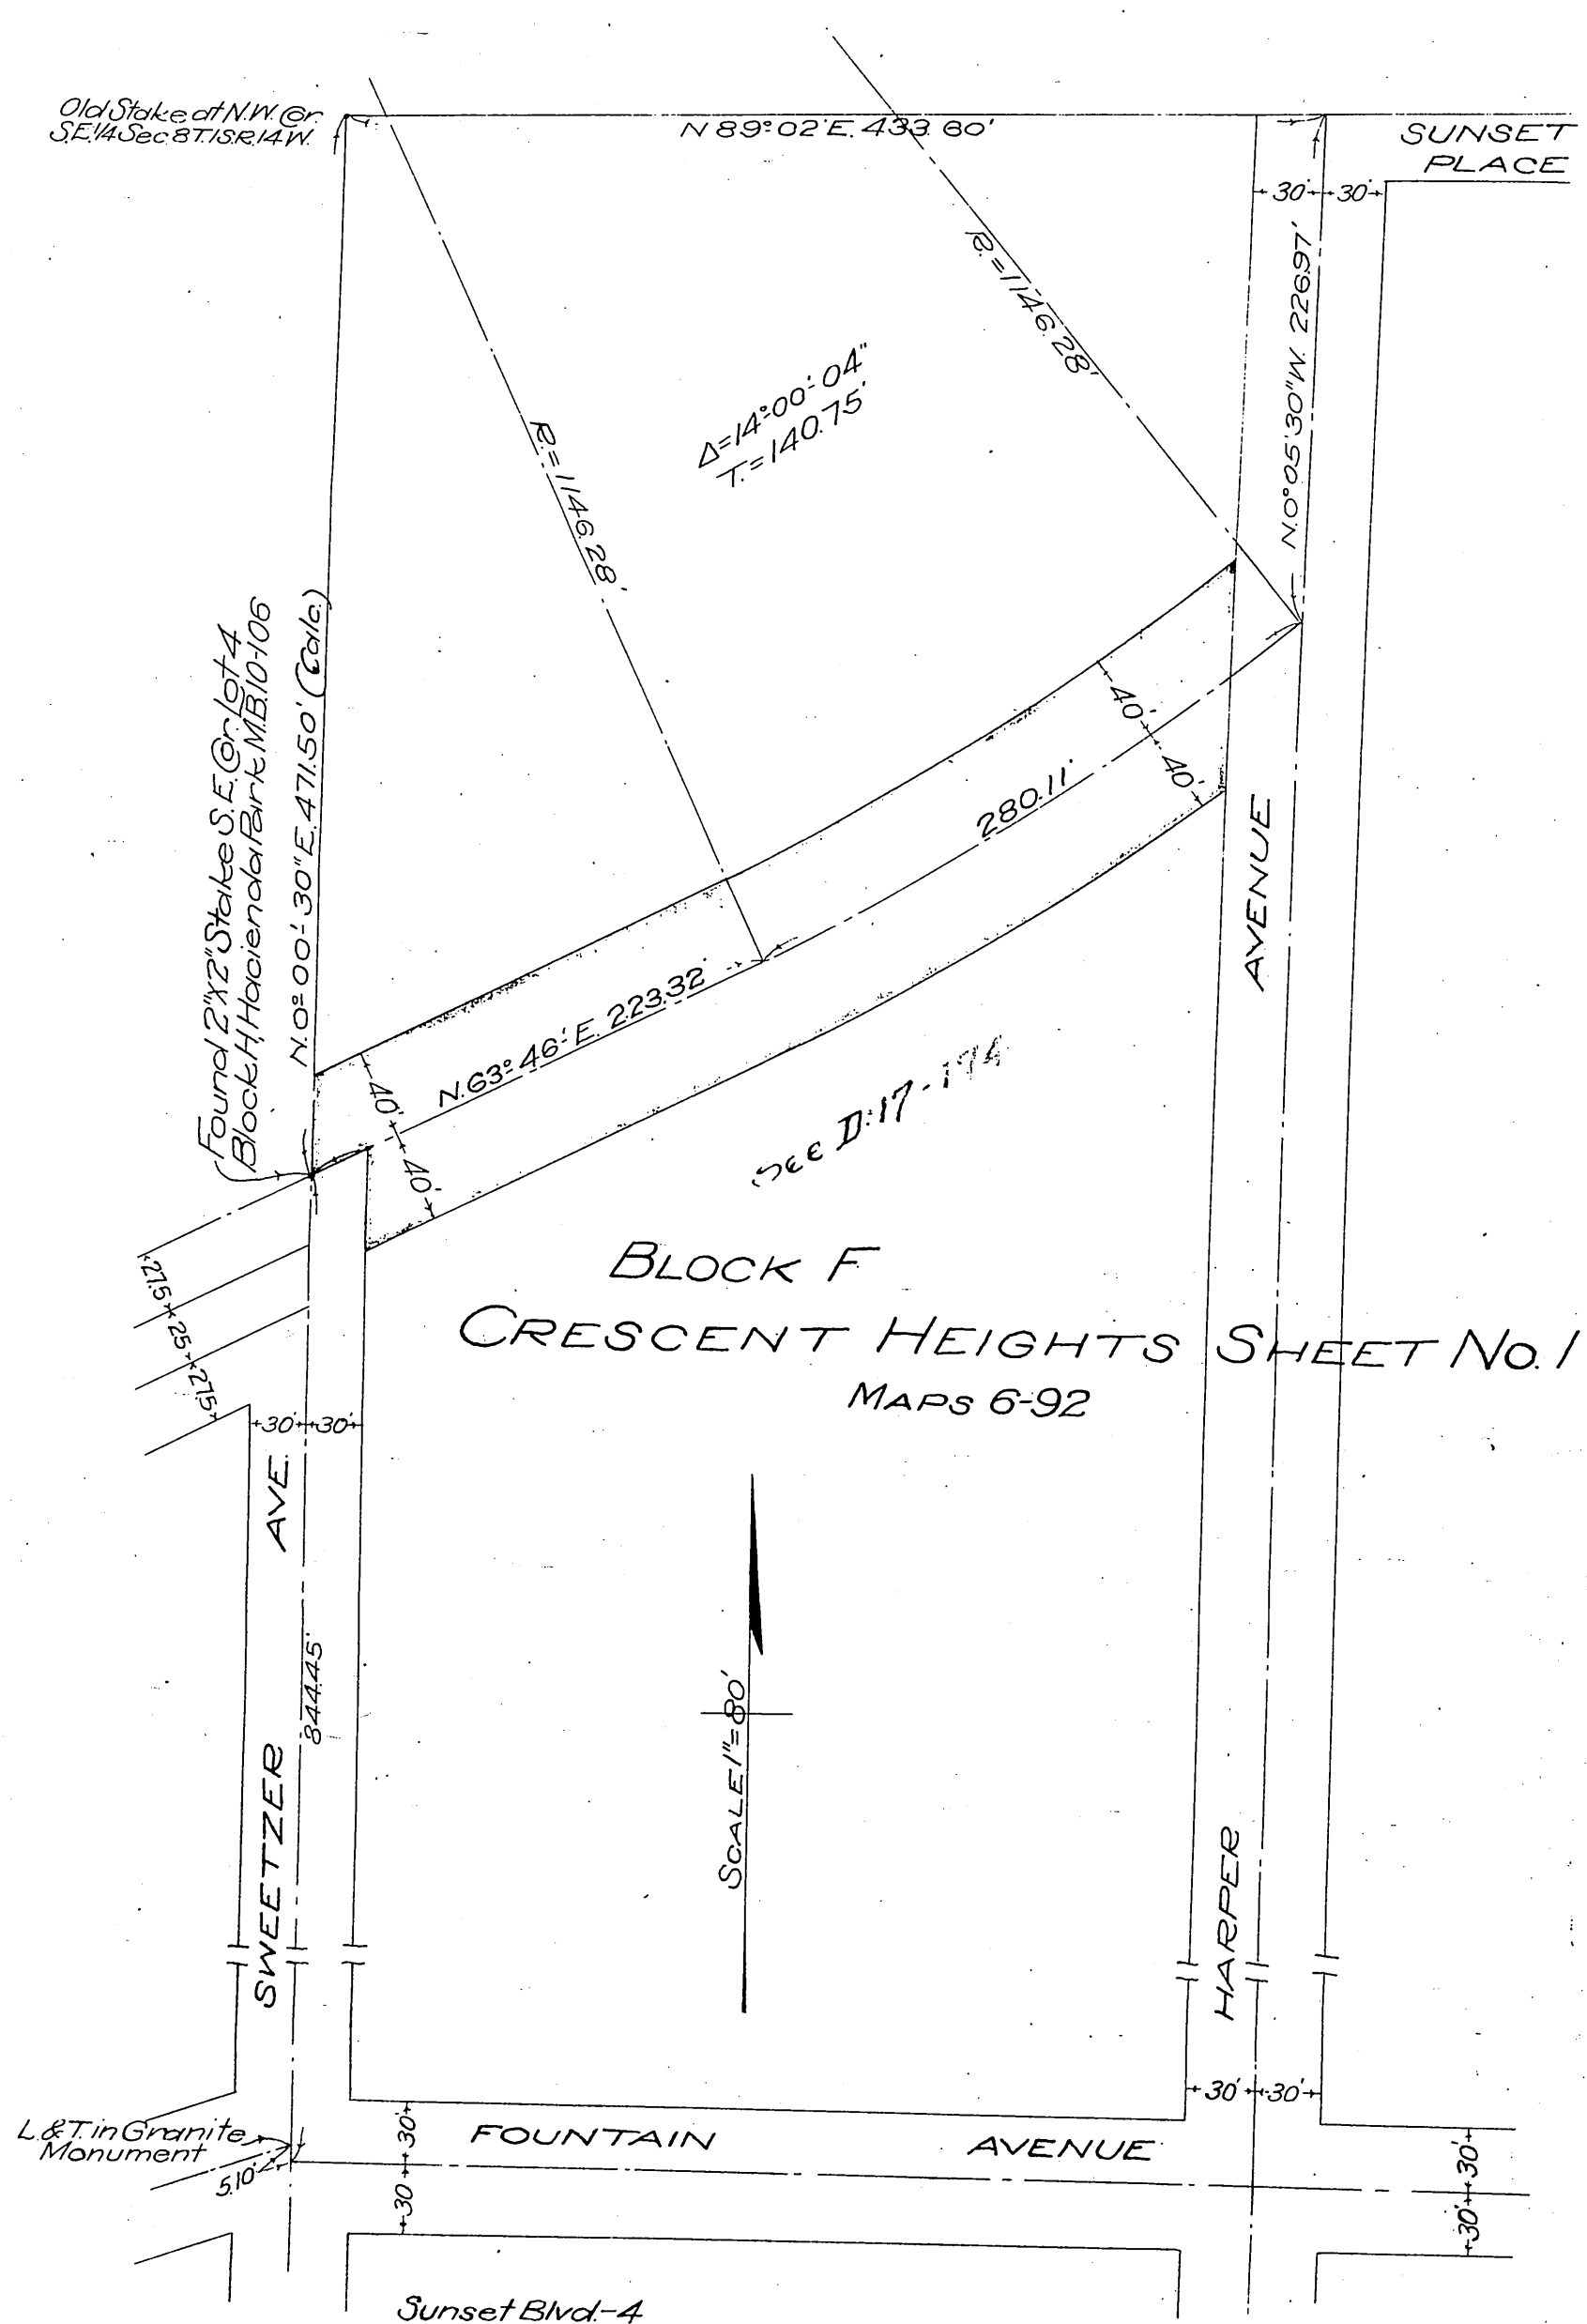 Old Stake at N.W. Cor.
S.E.1/4 Sec 8 T.1S.R.14W.
N 89° 02' E. 433.60'
SUNSET
PLACE
30' 30'
R.=1146.28'
N.0°05'30"W. 226.97'
Δ=14°-00'-04"
T.=140.75'
R.=1146.28'
Found 2"X2" Stake S.E. Cor. Lot 4
Block H, Hacienda Park M.B.10-106
N.0°-00'-30"E. 471.50' (Calc.)
40'
40'
280.11'
AVENUE
N.63°-46'-E. 223.32'
40'
40'
SEE D:17-174
27.5
25
27.5
BLOCK F
CRESCENT HEIGHTS SHEET NO. 1
MAPS 6-92
30' 30'
AVE.
844.45'
SCALE 1"=80'
SWEETZER
HARPER
30' 30'
L.&T. in Granite
Monument
5.10'
30'
30
FOUNTAIN AVENUE
30'
30'
Sunset Blvd.-4